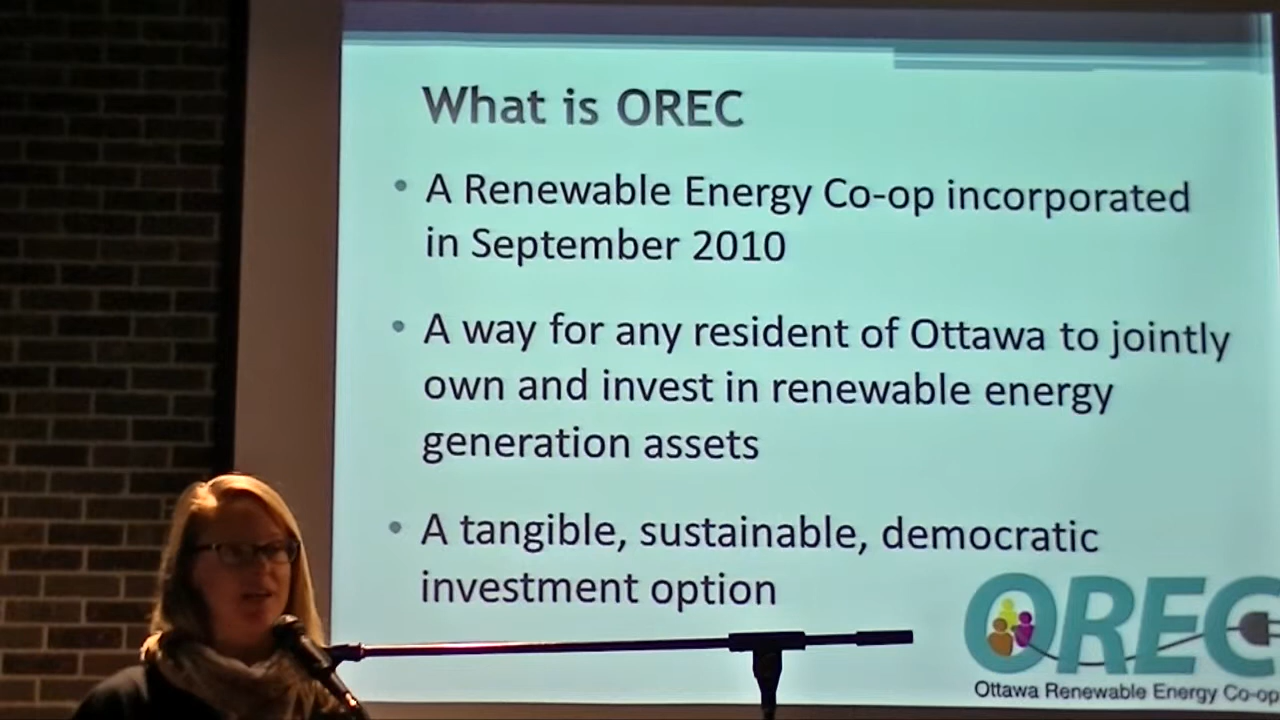 What is OREC
• A Renewable Energy Co-op incorporated
in September 2010
• A way for any resident of Ottawa to jointly
own and invest in renewable energy
generation assets
• A tangible, sustainable, democratic
investment option
OREC
Ottawa Renewable Energy Co-op